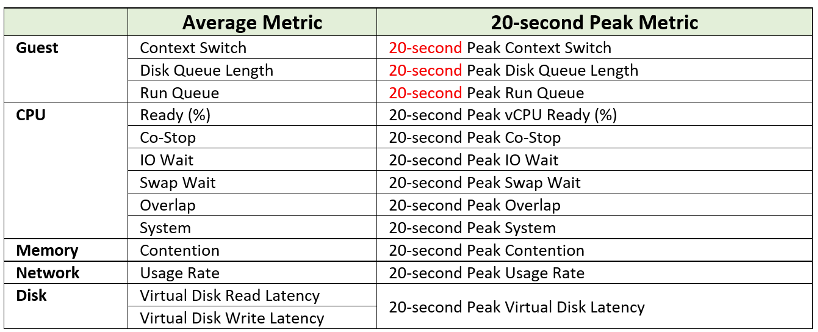 Average Metric 20-second Peak Metric
Guest Context Switch 20-second Peak Context Switch
Disk Queue Length 20-second Peak Disk Queue Length
Run Queue 20-second Peak Run Queue
CPU Ready (%) 20-second Peak vCPU Ready (%)
Co-Stop 20-second Peak Co-Stop
IO Wait 20-second Peak IO Wait
Swap Wait 20-second Peak Swap Wait
Overlap 20-second Peak Overlap
System 20-second Peak System
Memory Contention 20-second Peak Contention
Network Usage Rate 20-second Peak Usage Rate
Disk Virtual Disk Read Latency 20-second Peak Virtual Disk Latency
Virtual Disk Write Latency